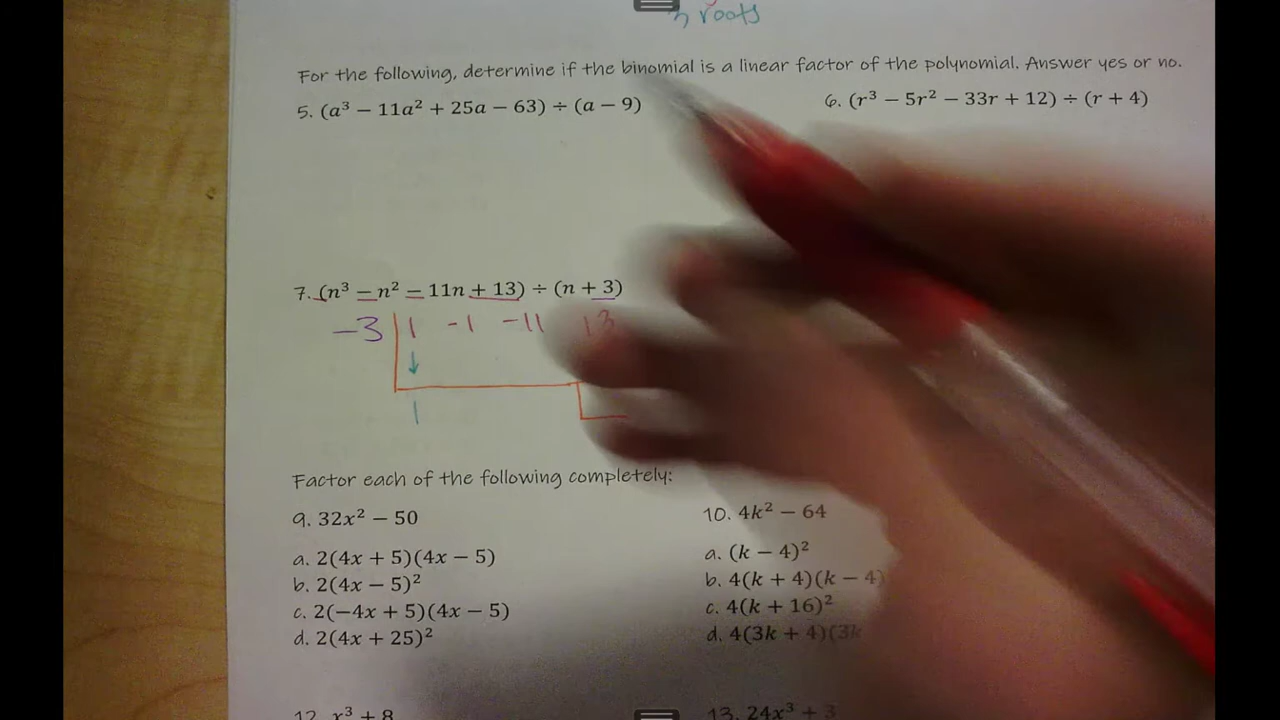 3 roots
For the following, determine if the binomial is a linear factor of the polynomial. Answer yes or no.
5. (a³ − 11a² + 25a − 63) ÷ (a − 9)
6. (r³ − 5r² − 33r + 12) ÷ (r + 4)
7. (n³ − n² − 11n + 13) ÷ (n + 3)
−3 1 -1 -11 13
↓
1
Factor each of the following completely:
9. 32x² − 50
a. 2(4x + 5)(4x − 5)
b. 2(4x − 5)²
c. 2(−4x + 5)(4x − 5)
d. 2(4x + 25)²
10. 4k² − 64
a. (k − 4)²
b. 4(k + 4)(k − 4)
c. 4(k + 16)²
d. 4(3k + 4)(3k
12. x³ + 8
13. 24x³ + 3